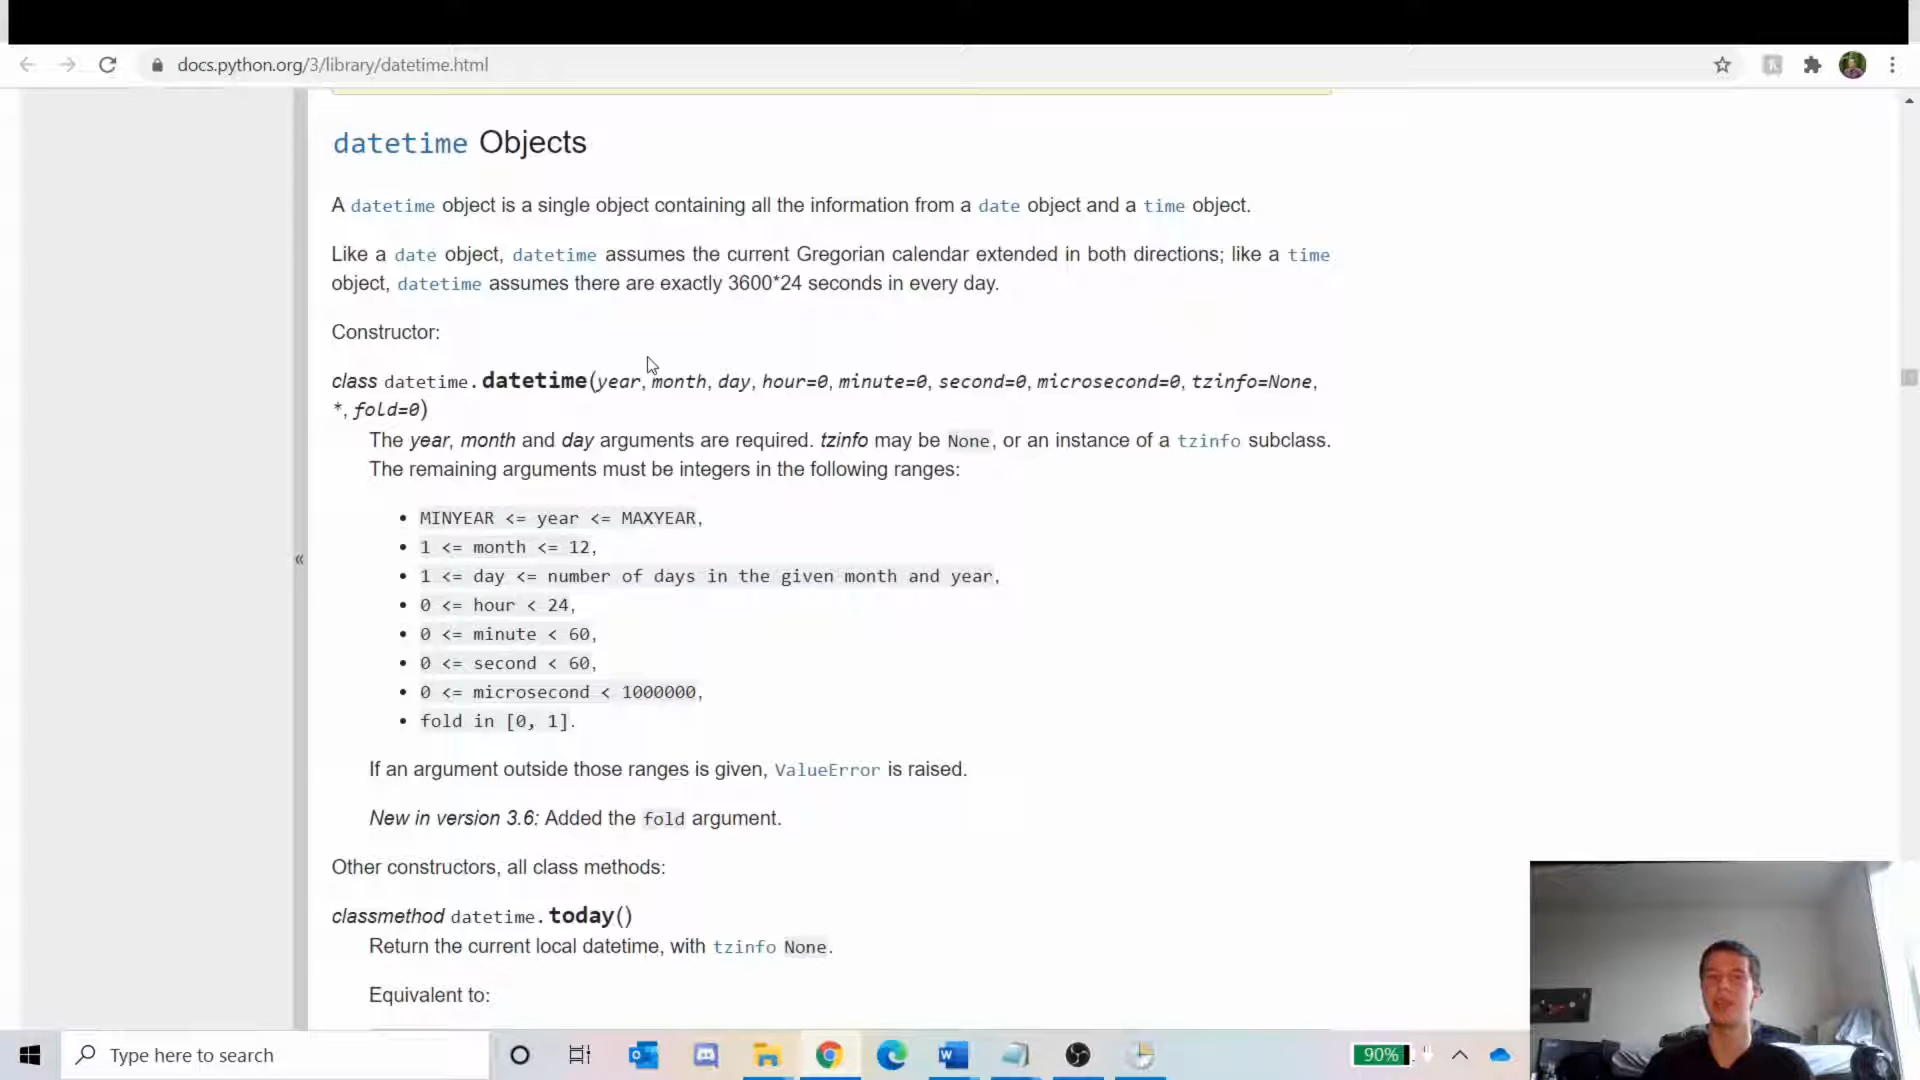 docs.python.org/3/library/datetime.html
datetime Objects
A datetime object is a single object containing all the information from a date object and a time object.
Like a date object, datetime assumes the current Gregorian calendar extended in both directions; like a time
object, datetime assumes there are exactly 3600*24 seconds in every day.
Constructor:
class datetime.datetime(year, month, day, hour=0, minute=0, second=0, microsecond=0, tzinfo=None,
*, fold=0)
The year, month and day arguments are required. tzinfo may be None, or an instance of a tzinfo subclass.
The remaining arguments must be integers in the following ranges:
• MINYEAR <= year <= MAXYEAR,
• 1 <= month <= 12,
• 1 <= day <= number of days in the given month and year,
• 0 <= hour < 24,
• 0 <= minute < 60,
• 0 <= second < 60,
• 0 <= microsecond < 1000000,
• fold in [0, 1].
«
If an argument outside those ranges is given, ValueError is raised.
New in version 3.6: Added the fold argument.
Other constructors, all class methods:
classmethod datetime.today()
Return the current local datetime, with tzinfo None.
Equivalent to:
Type here to search
90%